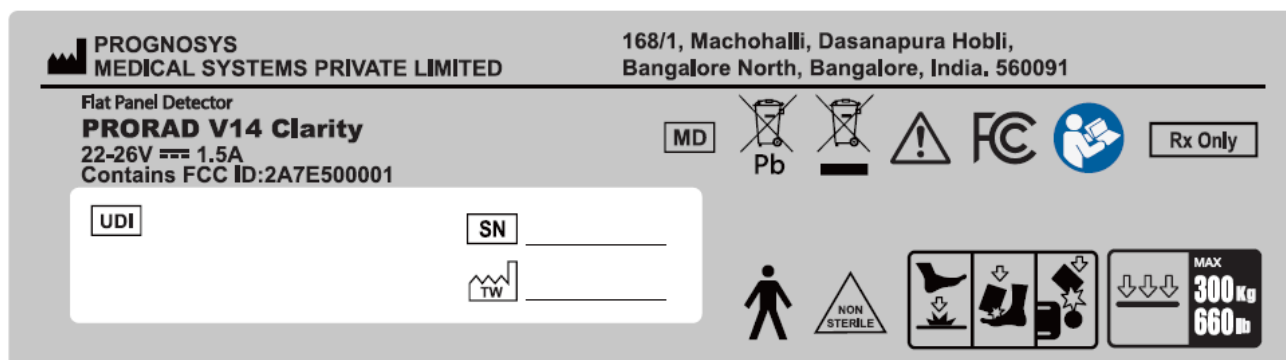 PROGNOSYS
MEDICAL SYSTEMS PRIVATE LIMITED
168/1, Machohalli, Dasanapura Hobli,
Bangalore North, Bangalore, India. 560091
Flat Panel Detector
PRORAD V14 Clarity
22-26V ⎓ 1.5A
Contains FCC ID:2A7E500001
MD
Pb
FC
Rx Only
UDI
SN
TW
NON
STERILE
MAX
300Kg
660lb